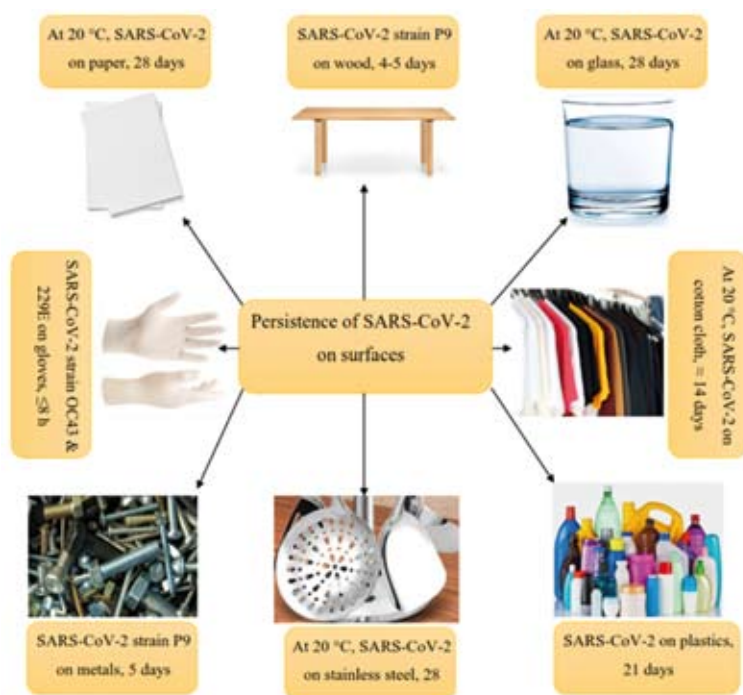 At 20 °C, SARS-CoV-2
on paper, 28 days
SARS-CoV-2 strain P9
on wood, 4-5 days
At 20 °C, SARS-CoV-2
on glass, 28 days
SARS-CoV-2 strain OC43 &
229E on gloves, ≤8 h
Persistence of SARS-CoV-2
on surfaces
At 20 °C, SARS-CoV-2 on
cotton cloth, ≈ 14 days
SARS-CoV-2 strain P9
on metals, 5 days
At 20 °C, SARS-CoV-2
on stainless steel, 28
SARS-CoV-2 on plastics,
21 days